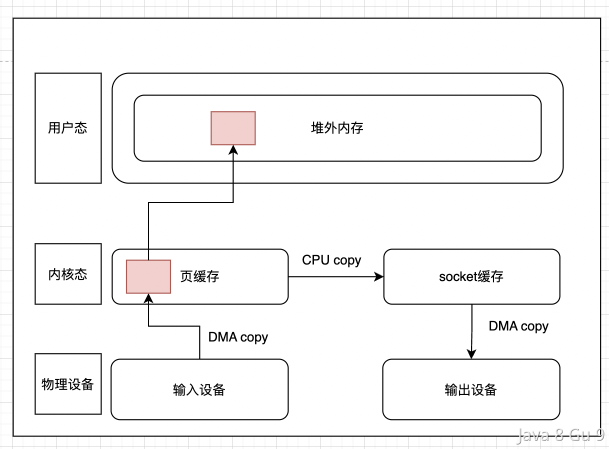 用户态
堆外内存
内核态
页缓存
CPU copy
socket缓存
DMA copy
DMA copy
物理设备
输入设备
输出设备
Java 8 Gu 9